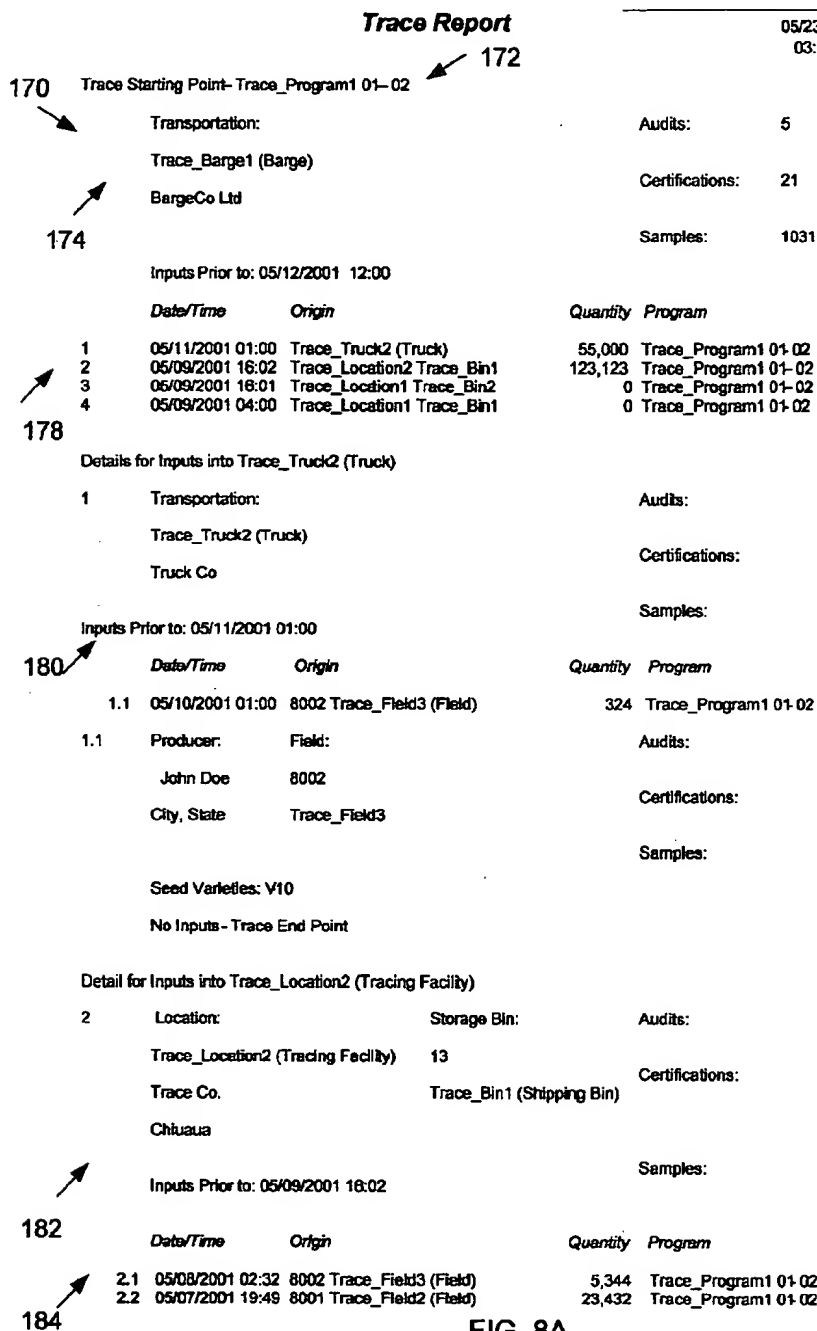 Trace Report
05/23
03:
172
170 Trace Starting Point- Trace_Program1 01-02
Transportation: Audits: 5
Trace_Barge1 (Barge)
Certifications: 21
BargeCo Ltd
174 Samples: 1031
Inputs Prior to: 05/12/2001 12:00
Date/Time Origin Quantity Program
1 05/11/2001 01:00 Trace_Truck2 (Truck) 55,000 Trace_Program1 01-02
2 05/09/2001 16:02 Trace_Location2 Trace_Bin1 123,123 Trace_Program1 01-02
3 05/09/2001 16:01 Trace_Location1 Trace_Bin2 0 Trace_Program1 01-02
4 05/09/2001 04:00 Trace_Location1 Trace_Bin1 0 Trace_Program1 01-02
178
Details for Inputs into Trace_Truck2 (Truck)
1 Transportation: Audits:
Trace_Truck2 (Truck)
Certifications:
Truck Co
Samples:
Inputs Prior to: 05/11/2001 01:00
180 Date/Time Origin Quantity Program
1.1 05/10/2001 01:00 8002 Trace_Field3 (Field) 324 Trace_Program1 01-02
1.1 Producer: Field: Audits:
John Doe 8002
Certifications:
City, State Trace_Field3
Samples:
Seed Varieties: V10
No Inputs- Trace End Point
Detail for Inputs into Trace_Location2 (Tracing Facility)
2 Location: Storage Bin: Audits:
Trace_Location2 (Tracing Facility) 13
Certifications:
Trace Co. Trace_Bin1 (Shipping Bin)
Chiuaua
Samples:
Inputs Prior to: 05/09/2001 16:02
182
Date/Time Origin Quantity Program
2.1 05/08/2001 02:32 8002 Trace_Field3 (Field) 5,344 Trace_Program1 01-02
2.2 05/07/2001 19:49 8001 Trace_Field2 (Field) 23,432 Trace_Program1 01-02
184
FIG. 8A